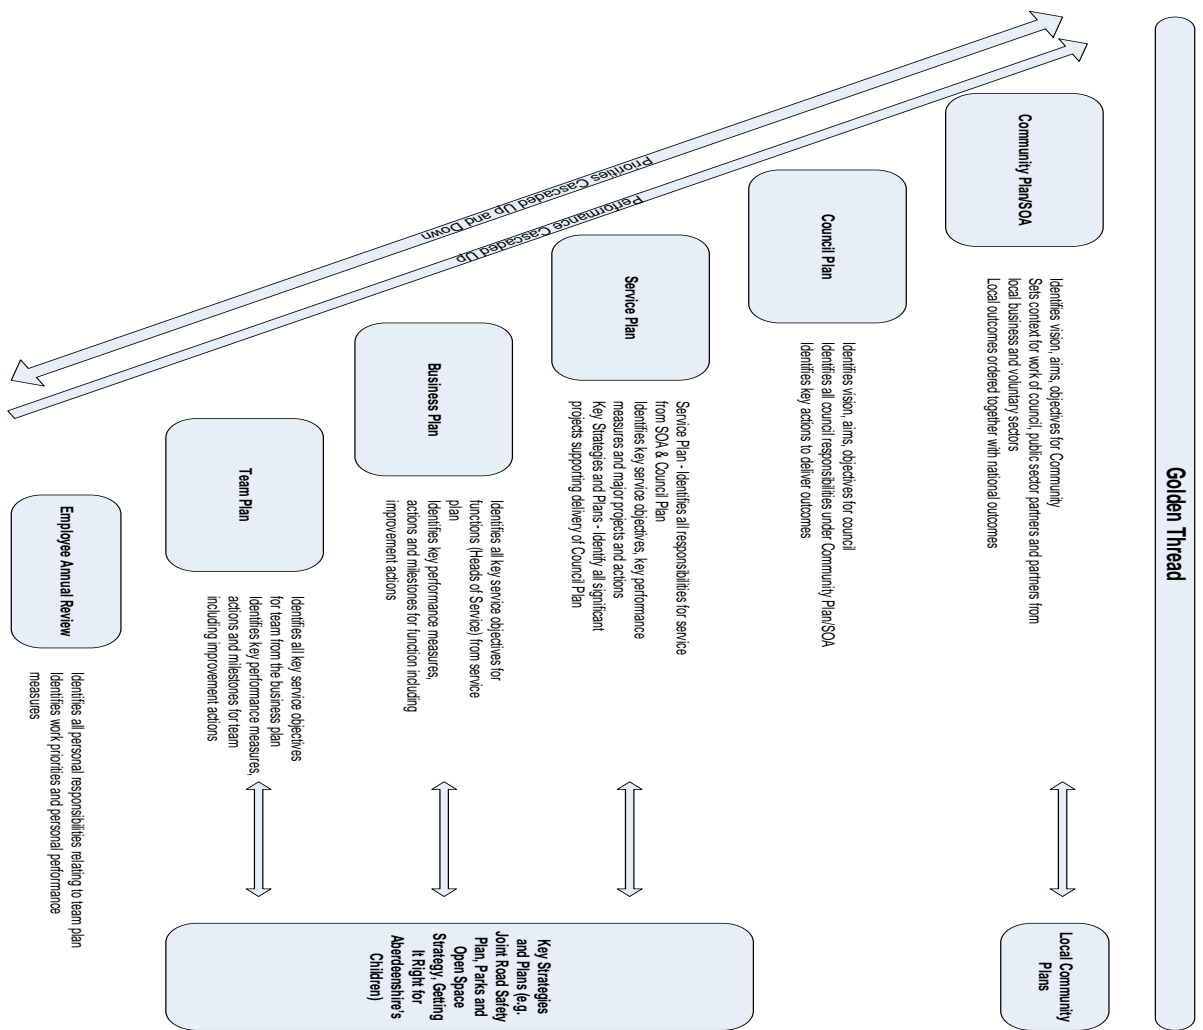 Golden Thread
Community Plan/SOA
Identifies vision, aims, objectives for Community
Sets context for work of council, public sector partners and partners from
local business and voluntary sectors
Local outcomes ordered together with national outcomes
Local Community
Plans
Council Plan
Identifies vision, aims, objectives for council
Identifies all council responsibilities under Community Plan/SOA
Identifies key actions to deliver outcomes
Service Plan
Service Plan - Identifies all responsibilities for service
from SOA & Council Plan
Identifies key service objectives, key performance
measures and major projects and actions
Key Strategies and Plans - Identify all significant
projects supporting delivery of Council Plan
Business Plan
Identifies all key service objectives for
functions (Heads of Service) from service
plan
Identifies key performance measures,
actions and milestones for function including
improvement actions
Team Plan
Identifies all key service objectives
for team from the business plan
Identifies key performance measures,
actions and milestones for team
including improvement actions
Employee Annual Review
Identifies all personal responsibilities relating to team plan
Identifies work priorities and personal performance
measures
Key Strategies
and Plans (e.g.
Joint Road Safety
Plan, Parks and
Open Space
Strategy, Getting
It Right for
Aberdeenshire's
Children)
Priorities Cascaded Up and Down
Performance Cascaded Up